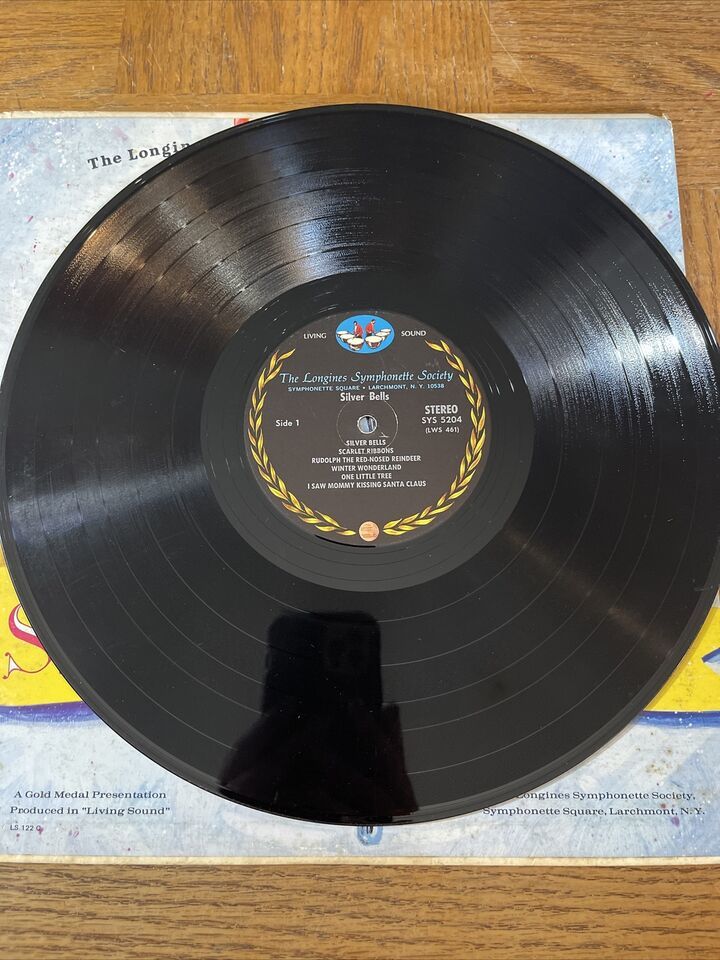 The Longin
LIVING SOUND
The Longines Symphonette Society
SYMPHONETTE SQUARE • LARCHMONT, N. Y. 10538
Silver Bells
Side 1
STEREO
SYS 5204
(LWS 461)
SILVER BELLS
SCARLET RIBBONS
RUDOLPH THE RED-NOSED REINDEER
WINTER WONDERLAND
ONE LITTLE TREE
I SAW MOMMY KISSING SANTA CLAUS
S
A Gold Medal Presentation
Produced in "Living Sound"
LS 122 C
Longines Symphonette Society,
Symphonette Square, Larchmont, N.Y.